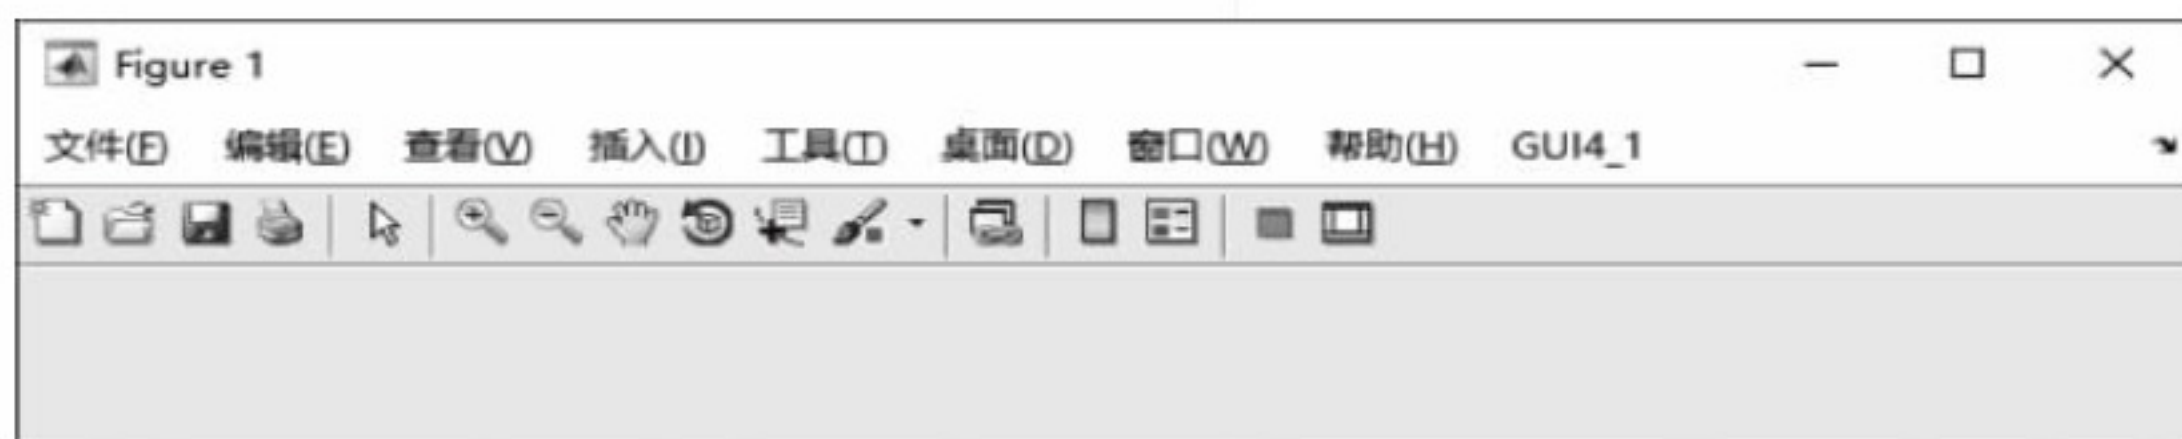 Figure 1
文件(F) 编辑(E) 查看(V) 插入(I) 工具(T) 桌面(D) 窗口(W) 帮助(H) GUI4_1